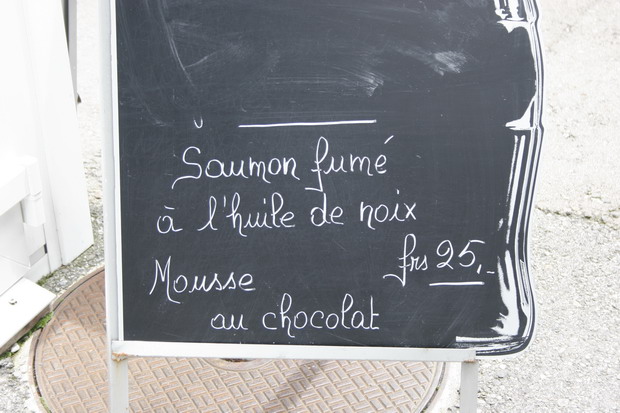 Saumon fumé
à l'huile de noix
frs 25,-
Mousse
au chocolat